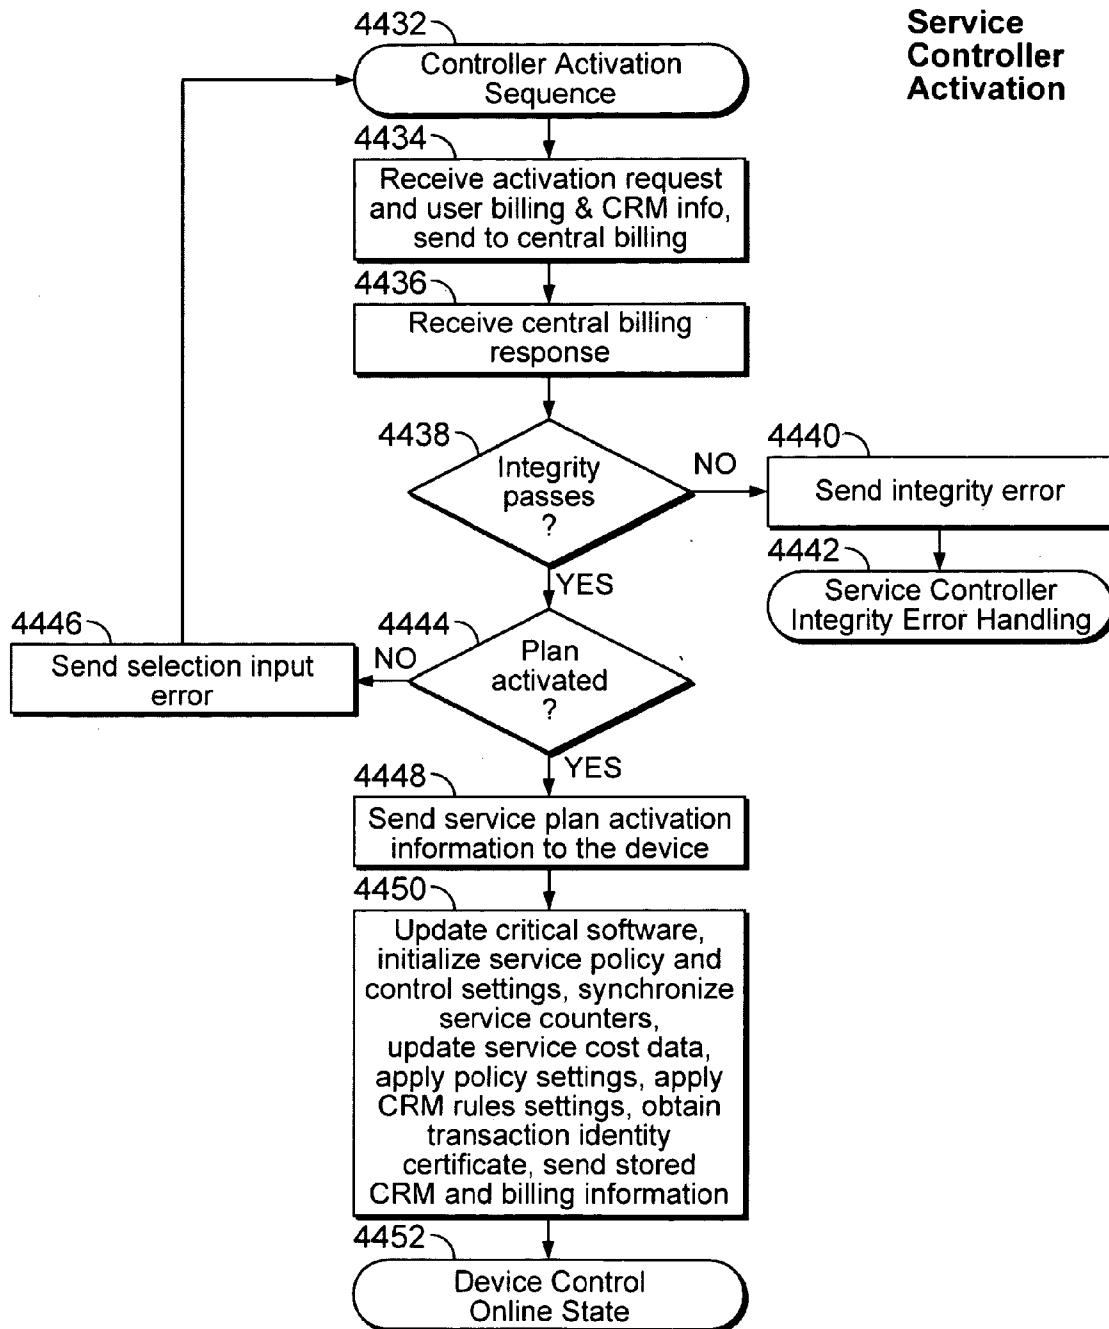 Service
Controller
Activation
4432
Controller Activation
Sequence
4434
Receive activation request
and user billing & CRM info,
send to central billing
4436
Receive central billing
response
4438
Integrity
passes
?
NO
4440
Send integrity error
4442
Service Controller
Integrity Error Handling
YES
4444
Plan
activated
?
NO
4446
Send selection input
error
YES
4448
Send service plan activation
information to the device
4450
Update critical software,
initialize service policy and
control settings, synchronize
service counters,
update service cost data,
apply policy settings, apply
CRM rules settings, obtain
transaction identity
certificate, send stored
CRM and billing information
4452
Device Control
Online State